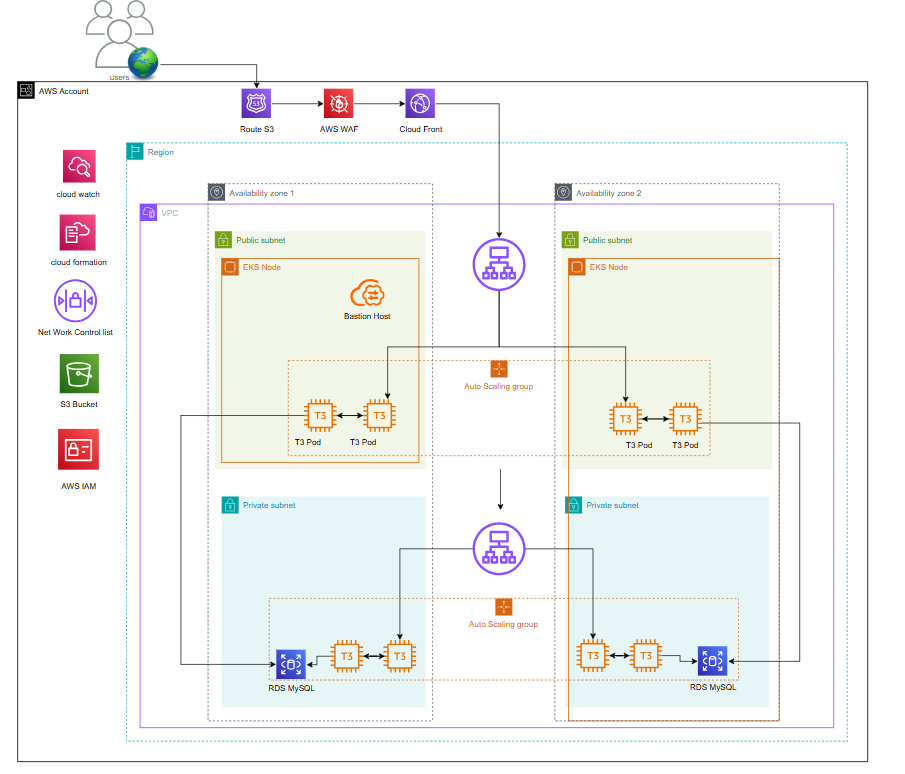 users
AWS Account
Route S3
AWS WAF
Cloud Front
53
Region
cloud watch
Availability zone 1
Availability zone 2
VPC
cloud formation
Public subnet
Public subnet
EKS Node
EKS Node
Bastion Host
Net Work Control list
Auto Scaling group
S3 Bucket
T3
T3
T3
T3
T3 Pod
T3 Pod
T3 Pod
T3 Pod
AWS IAM
Private subnet
Private subnet
Auto Scaling group
T3
T3
T3
T3
RDS MySQL
RDS MySQL